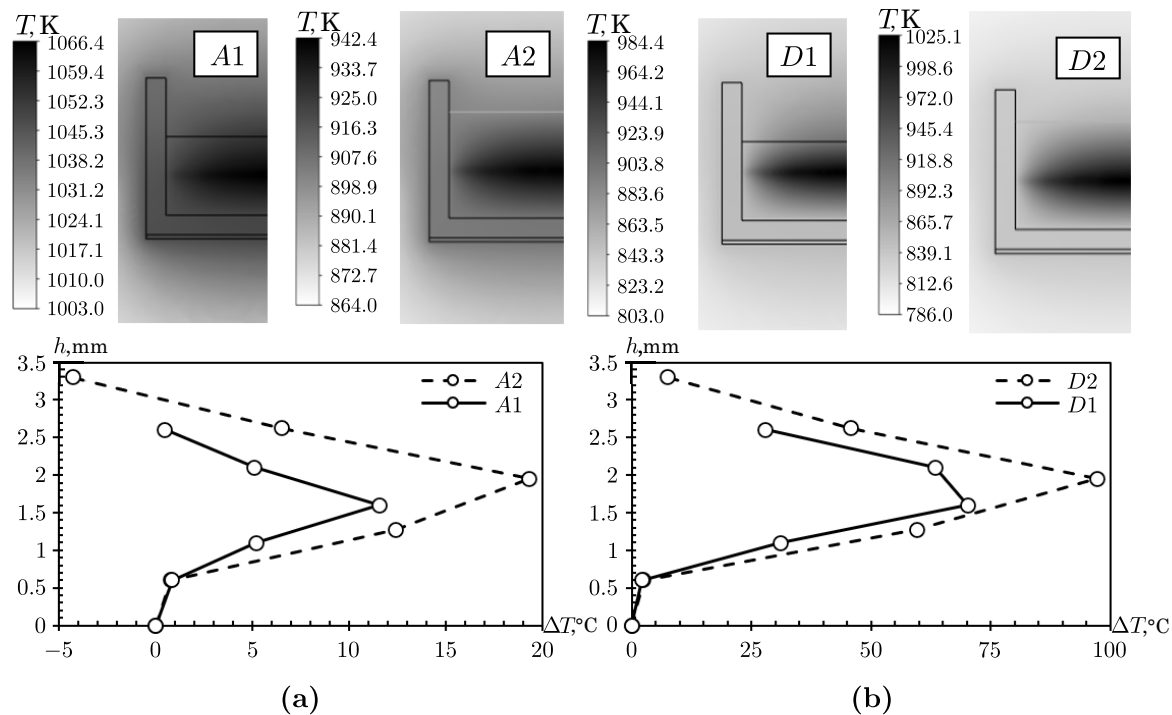 T, K
1066.4
1059.4
1052.3
1045.3
1038.2
1031.2
1024.1
1017.1
1010.0
1003.0
A1
T, K
942.4
933.7
925.0
916.3
907.6
898.9
890.1
881.4
872.7
864.0
A2
T, K
984.4
964.2
944.1
923.9
903.8
883.6
863.5
843.3
823.2
803.0
D1
T, K
1025.1
998.6
972.0
945.4
918.8
892.3
865.7
839.1
812.6
786.0
D2
h,mm
3.5
3
2.5
2
1.5
1
0.5
0
−5 0 5 10 15 20
ΔT,°C
A2
A1
(a)
h,mm
3.5
3
2.5
2
1.5
1
0.5
0
0 25 50 75 100
ΔT,°C
D2
D1
(b)